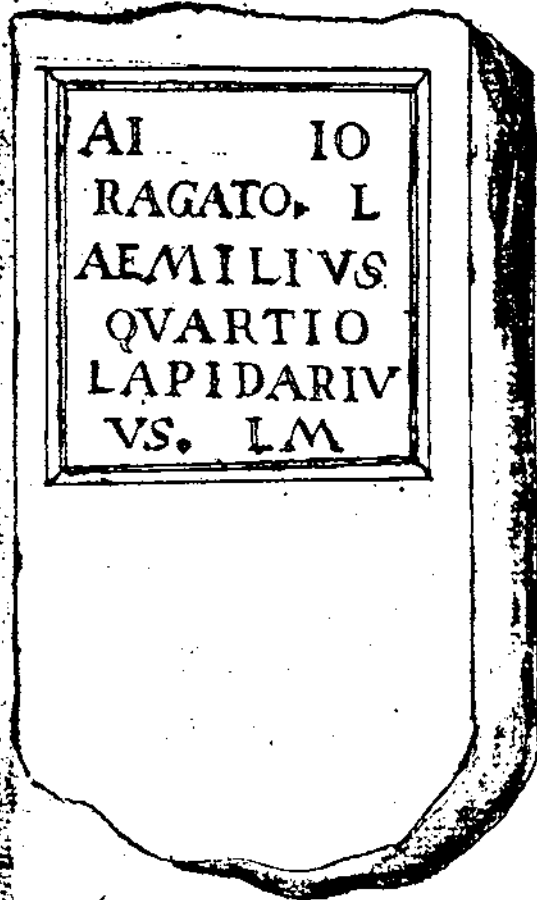 AI IO
RAGATO. L
AEMILIVS
QVARTIO
LAPIDARIV
VS. LM